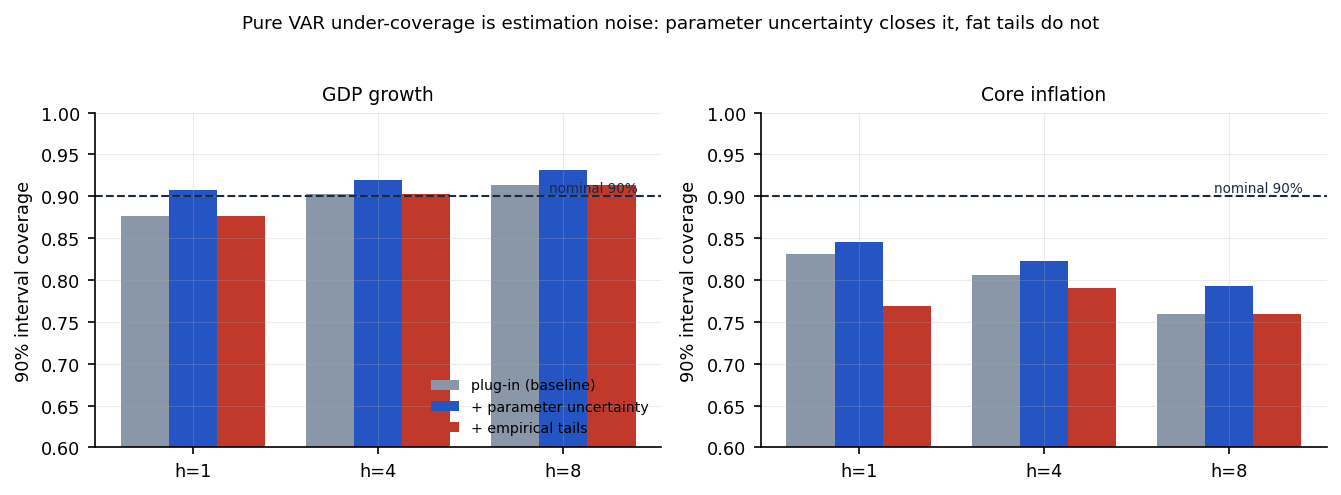 Pure VAR under-coverage is estimation noise: parameter uncertainty closes it, fat tails do not
GDP growth
90% interval coverage
1.00
0.95
0.90
0.85
0.80
0.75
0.70
0.65
0.60
nominal 90%
plug-in (baseline)
+ parameter uncertainty
+ empirical tails
h=1
h=4
h=8
Core inflation
90% interval coverage
1.00
0.95
0.90
0.85
0.80
0.75
0.70
0.65
0.60
nominal 90%
h=1
h=4
h=8